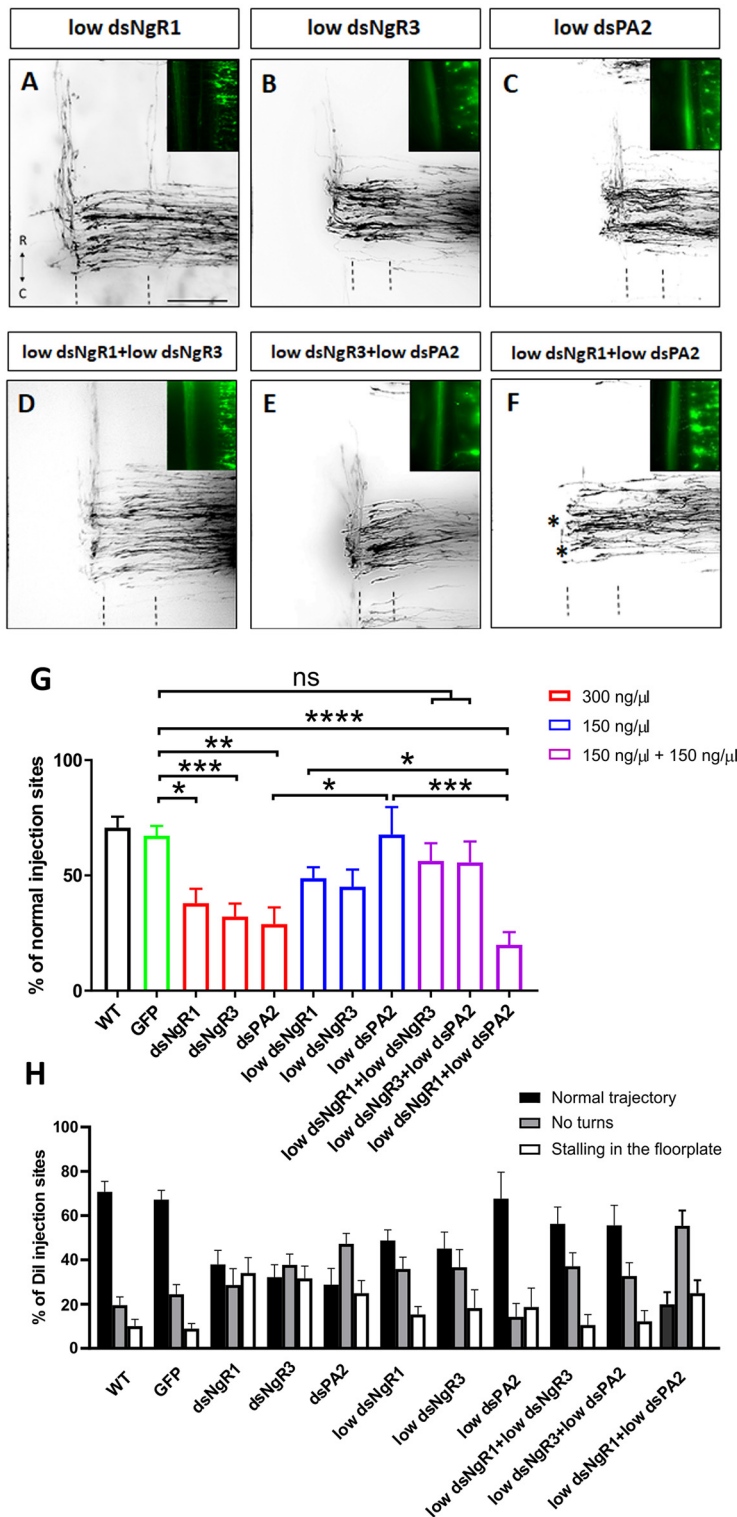 low dsNgR1
low dsNgR3
low dsPA2
A
B
C
R
C
low dsNgR1+low dsNgR3
low dsNgR3+low dsPA2
low dsNgR1+low dsPA2
D
E
F
*
*
G
ns
****
**
***
*
*
*
***
300 ng/μl
150 ng/μl
150 ng/μl + 150 ng/μl
% of normal injection sites
100
50
0
WT
GFP
dsNgR1
dsNgR3
dsPA2
low dsNgR1
low dsNgR3
low dsPA2
low dsNgR1+low dsNgR3
low dsNgR3+low dsPA2
low dsNgR1+low dsPA2
H
Normal trajectory
No turns
Stalling in the floorplate
% of DiI injection sites
100
80
60
40
20
0
WT
GFP
dsNgR1
dsNgR3
dsPA2
low dsNgR1
low dsNgR3
low dsPA2
low dsNgR1+low dsNgR3
low dsNgR3+low dsPA2
low dsNgR1+low dsPA2